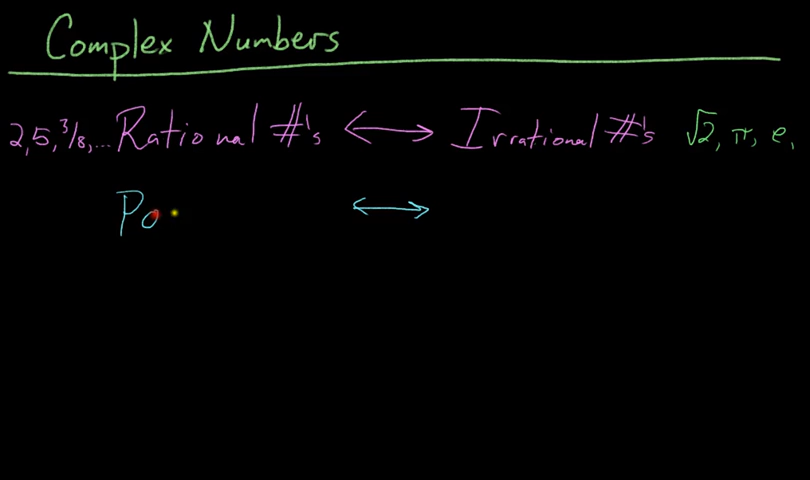 Complex Numbers
2,5,3/8,... Rational #'s ⟷ Irrational #'s √2, π, e,
Po ⟷